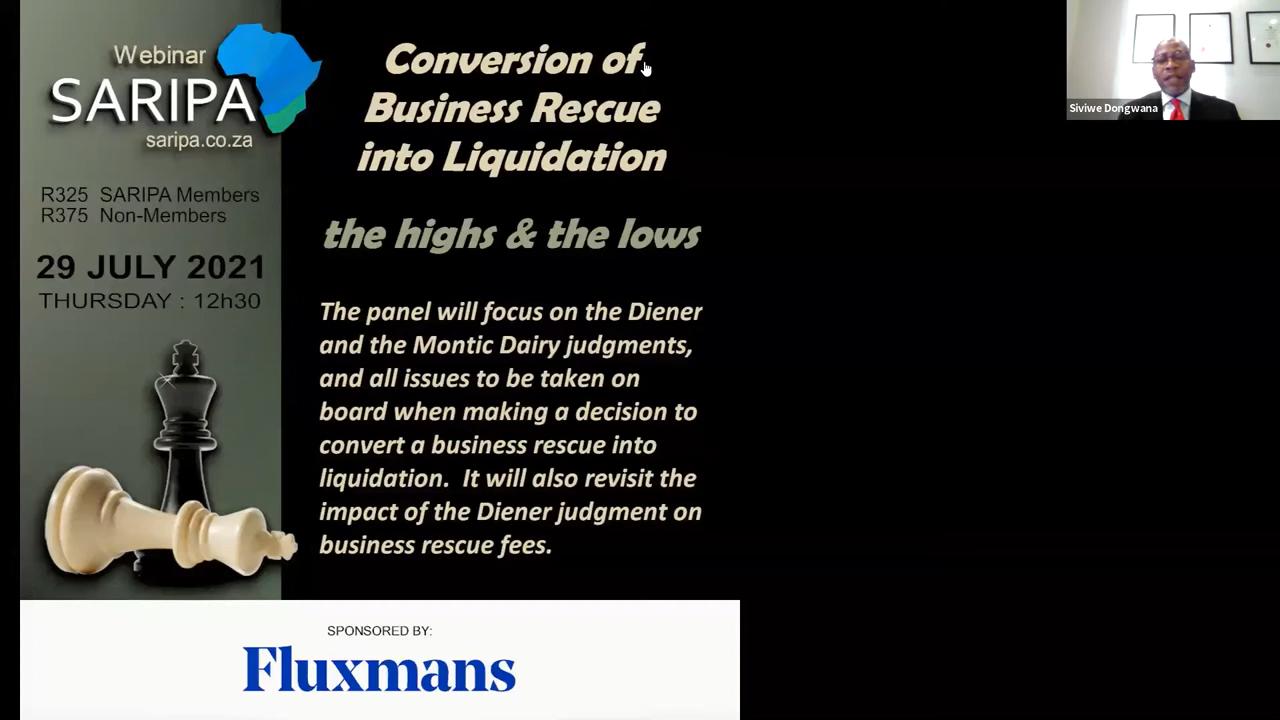 Webinar
SARIPA
saripa.co.za
R325 SARIPA Members
R375 Non-Members
29 JULY 2021
THURSDAY : 12h30
Conversion of
Business Rescue
into Liquidation
the highs & the lows
The panel will focus on the Diener
and the Montic Dairy judgments,
and all issues to be taken on
board when making a decision to
convert a business rescue into
liquidation. It will also revisit the
impact of the Diener judgment on
business rescue fees.
SPONSORED BY:
Fluxmans
Siviwe Dongwana